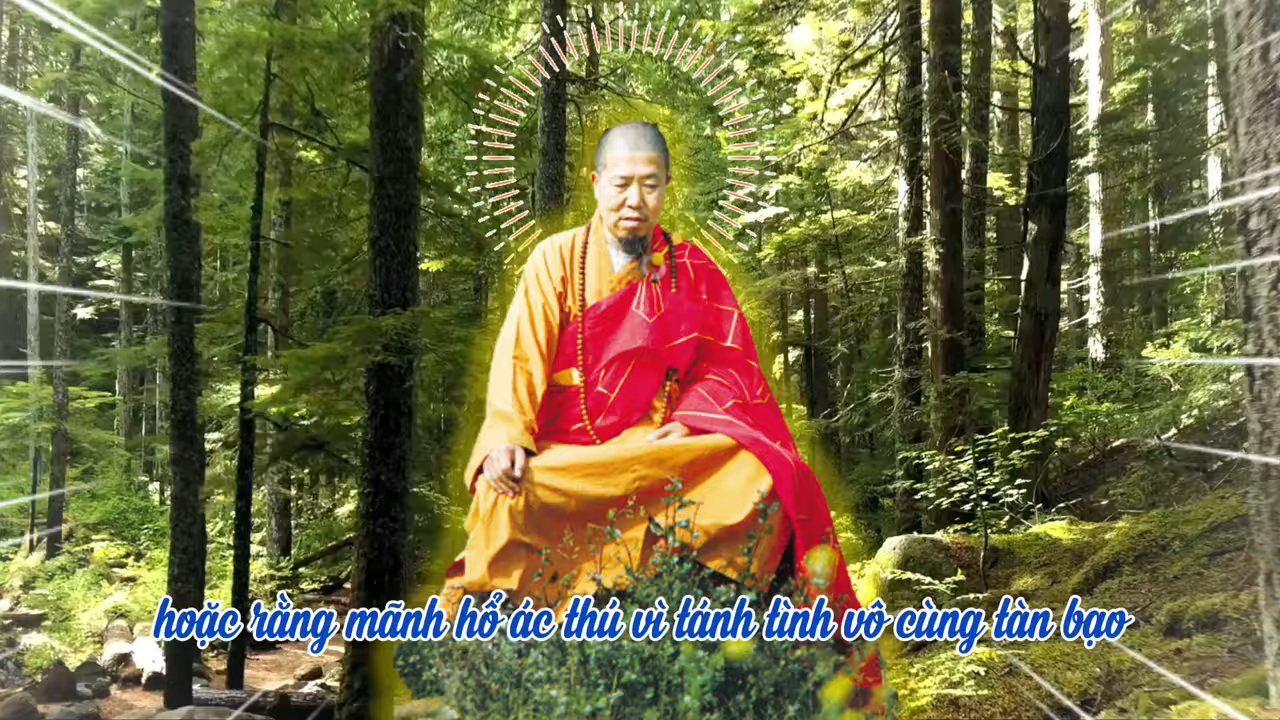 hoặc rằng mãnh hổ ác thú vì tánh tình vô cùng tàn bạo